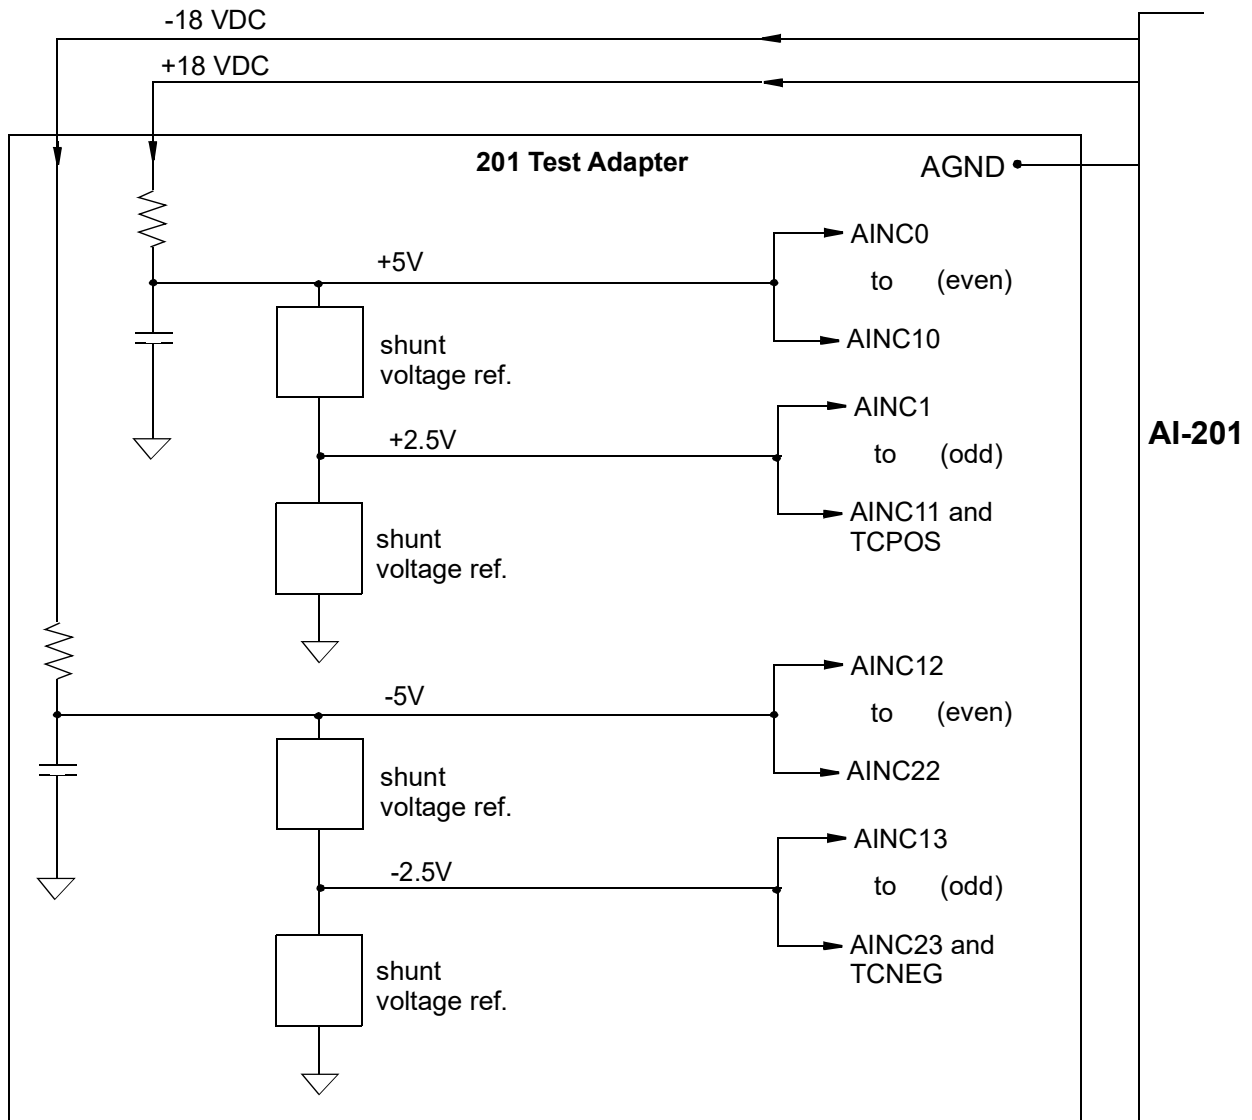 -18 VDC
+18 VDC
201 Test Adapter
AGND
AINC0
+5V
to (even)
AINC10
shunt
voltage ref.
AINC1
+2.5V
to (odd)
AI-201
AINC11 and
TCPOS
shunt
voltage ref.
AINC12
-5V
to (even)
AINC22
shunt
voltage ref.
AINC13
-2.5V
to (odd)
AINC23 and
TCNEG
shunt
voltage ref.